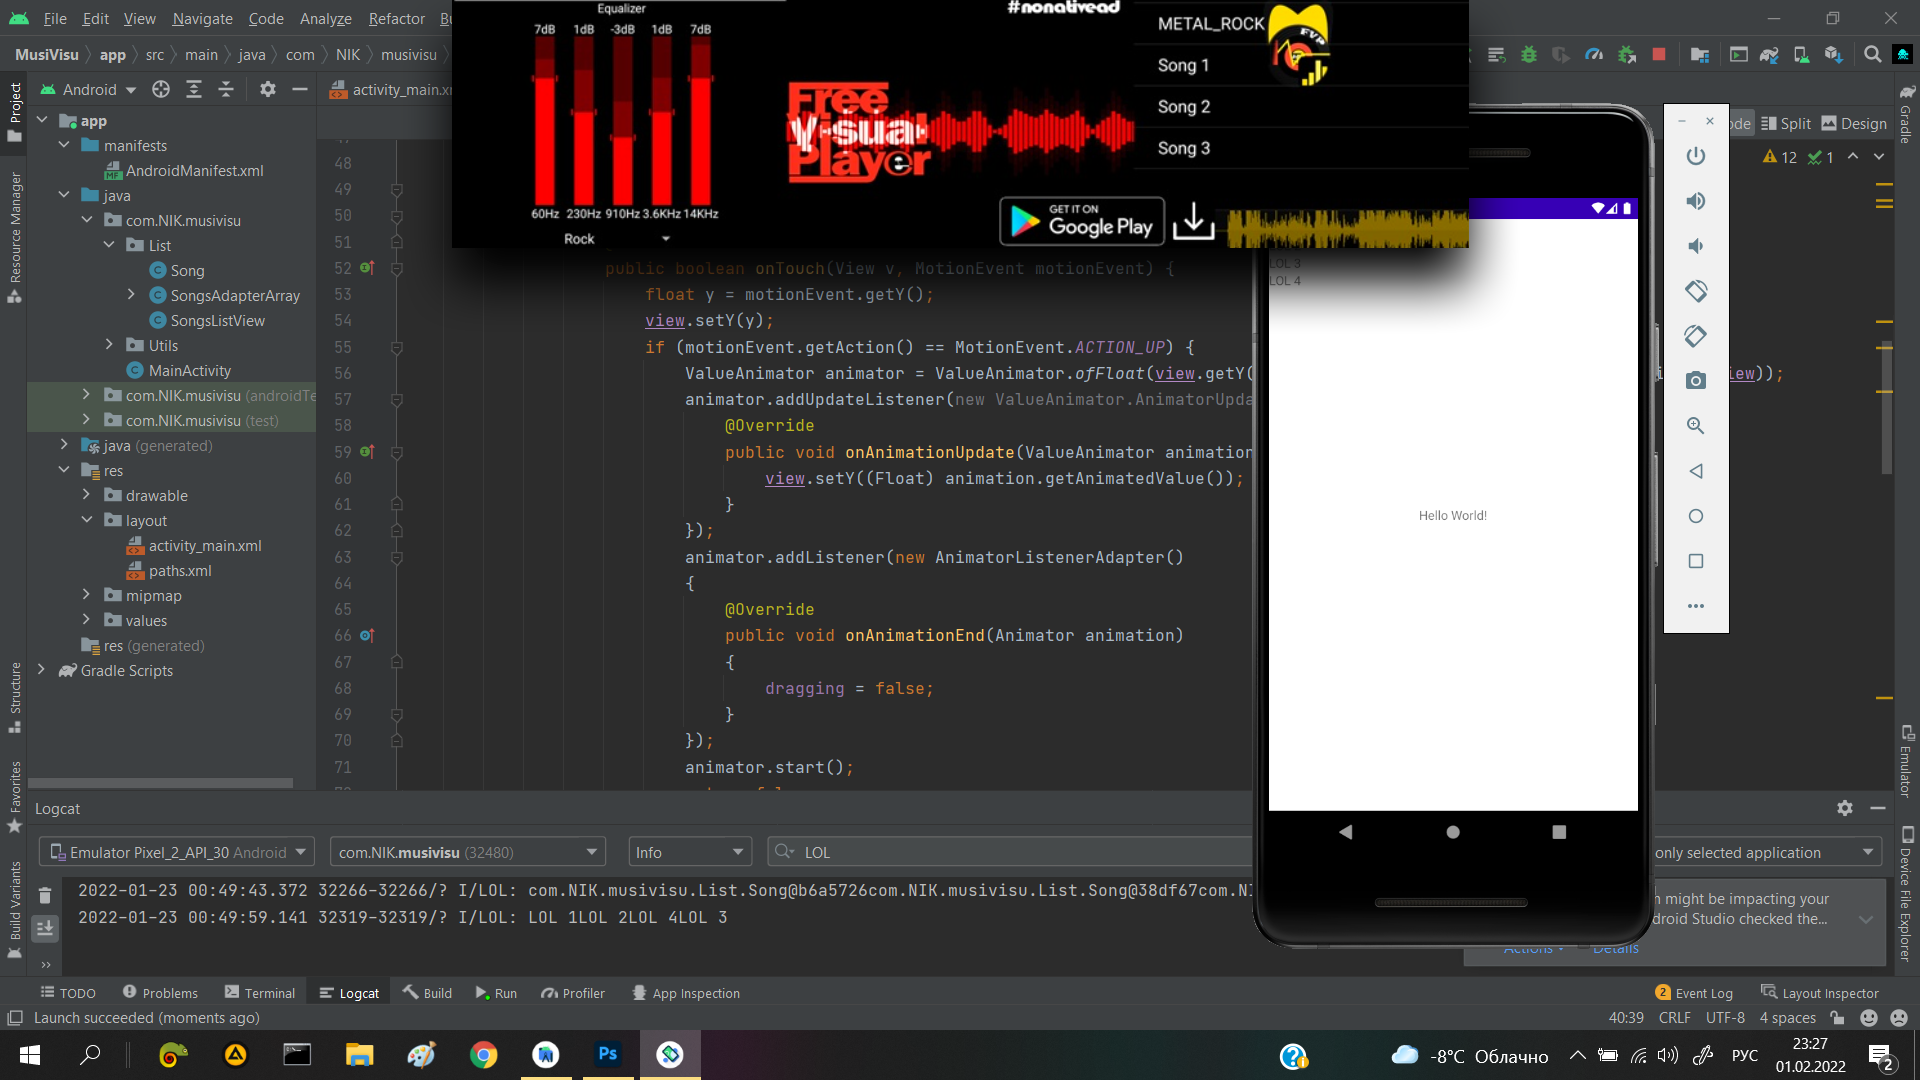 File Edit View Navigate Code Analyze Refactor
MusiVisu app src main java com NIK musivisu
Android
activity_main.xm
Equalizer
7dB 1dB -3dB 1dB 7dB
60Hz 230Hz 910Hz 3.6KHz 14KHz
Rock
#nonativead
Free
Visual
Player
GET IT ON
Google Play
METAL_ROCK
FVP
Song 1
Song 2
Song 3
Split Design
12 1
Project
Resource Manager
Structure
Favorites
Build Variants
Gradle
Emulator
Device File Explorer
app
manifests
AndroidManifest.xml
java
com.NIK.musivisu
List
Song
SongsAdapterArray
SongsListView
Utils
MainActivity
com.NIK.musivisu (androidTe
com.NIK.musivisu (test)
java (generated)
res
drawable
layout
activity_main.xml
paths.xml
mipmap
values
res (generated)
Gradle Scripts
48
49
50
51
52 public boolean onTouch(View v, MotionEvent motionEvent) {
53 float y = motionEvent.getY();
54 view.setY(y);
55 if (motionEvent.getAction() == MotionEvent.ACTION_UP) {
56 ValueAnimator animator = ValueAnimator.ofFloat(view.getY( iew));
57 animator.addUpdateListener(new ValueAnimator.AnimatorUpda
58 @Override
59 public void onAnimationUpdate(ValueAnimator animation
60 view.setY((Float) animation.getAnimatedValue());
61 }
62 });
63 animator.addListener(new AnimatorListenerAdapter()
64 {
65 @Override
66 public void onAnimationEnd(Animator animation)
67 {
68 dragging = false;
69 }
70 });
71 animator.start();
LOL 3
LOL 4
Hello World!
Logcat
Emulator Pixel_2_API_30 Android com.NIK.musivisu (32480) Info LOL only selected application
2022-01-23 00:49:43.372 32266-32266/? I/LOL: com.NIK.musivisu.List.Song@b6a5726com.NIK.musivisu.List.Song@38df67com.NI
2022-01-23 00:49:59.141 32319-32319/? I/LOL: LOL 1LOL 2LOL 4LOL 3
might be impacting your
droid Studio checked the...
Actions Details
TODO Problems Terminal Logcat Build Run Profiler App Inspection 2 Event Log Layout Inspector
Launch succeeded (moments ago) 40:39 CRLF UTF-8 4 spaces
Ps
-8°C Облачно РУС 23:27
01.02.2022
2